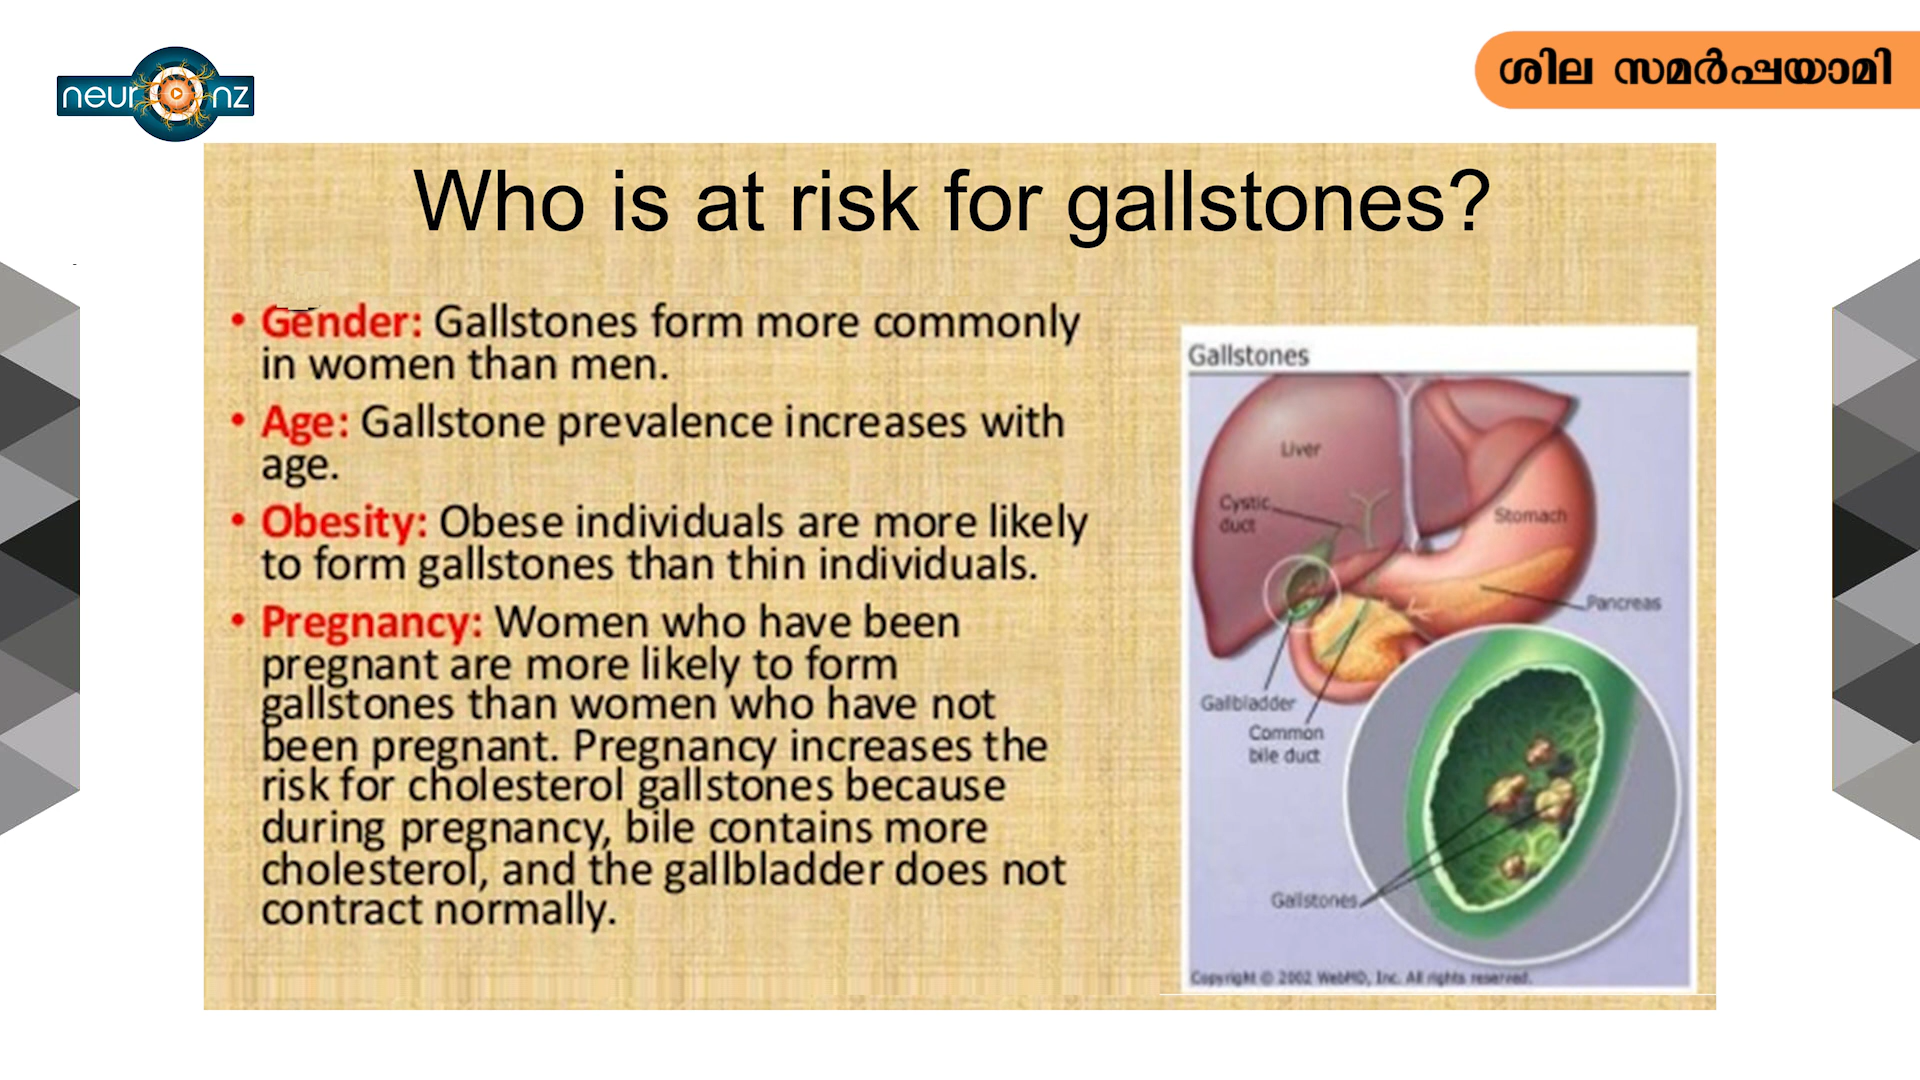 neuronz
ശില സമർപ്പയാമി
Who is at risk for gallstones?
• Gender: Gallstones form more commonly
in women than men.
• Age: Gallstone prevalence increases with
age.
• Obesity: Obese individuals are more likely
to form gallstones than thin individuals.
• Pregnancy: Women who have been
pregnant are more likely to form
gallstones than women who have not
been pregnant. Pregnancy increases the
risk for cholesterol gallstones because
during pregnancy, bile contains more
cholesterol, and the gallbladder does not
contract normally.
Gallstones
Liver
Cystic
duct
Stomach
Pancreas
Gallbladder
Common
bile duct
Gallstones
Copyright © 2002 WebMD, Inc. All rights reserved.